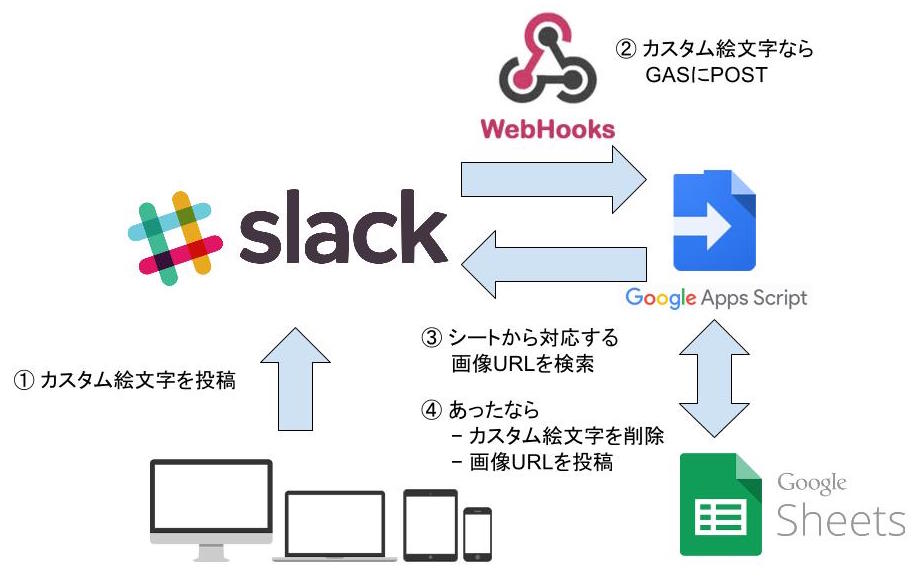 ② カスタム絵文字なら
GASにPOST
WebHooks
slack
Google Apps Script
① カスタム絵文字を投稿
③ シートから対応する
画像URLを検索
④ あったなら
− カスタム絵文字を削除
− 画像URLを投稿
Google
Sheets